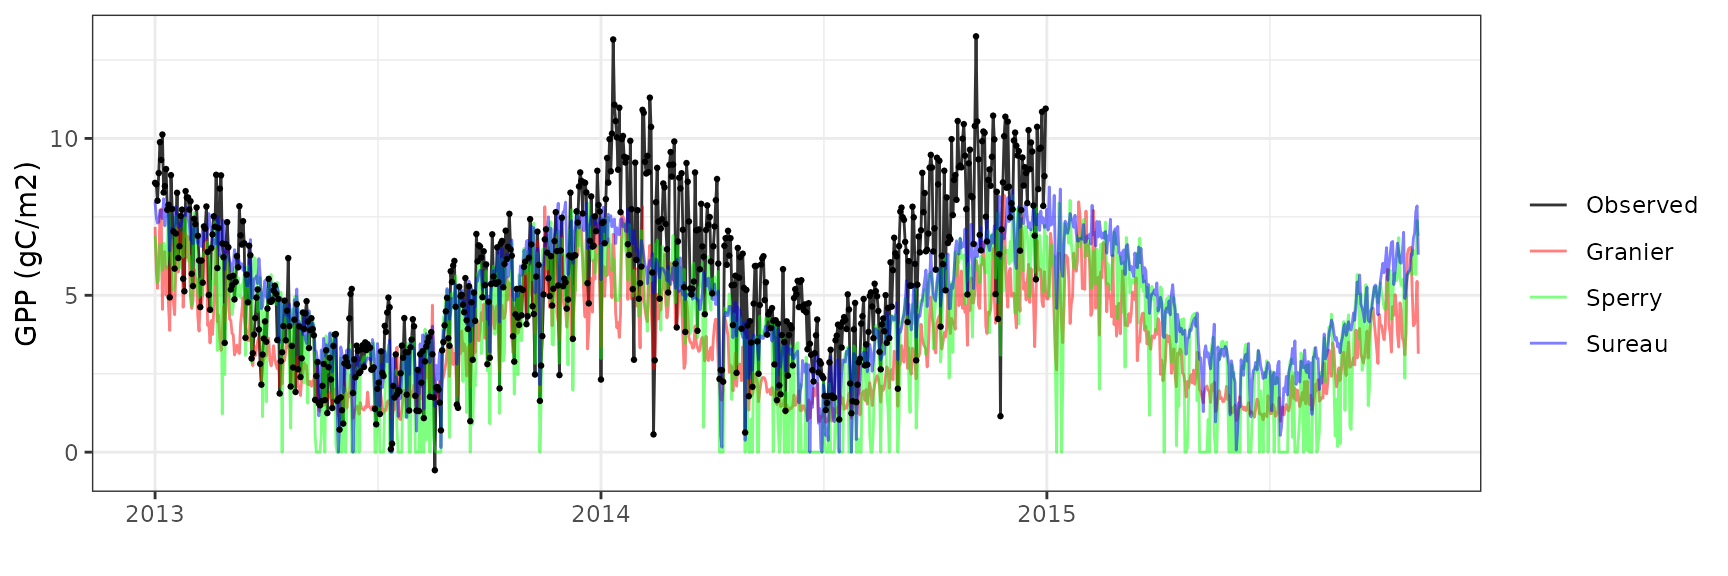 GPP (gC/m2)
10
5
0
2013
2014
2015
Observed
Granier
Sperry
Sureau